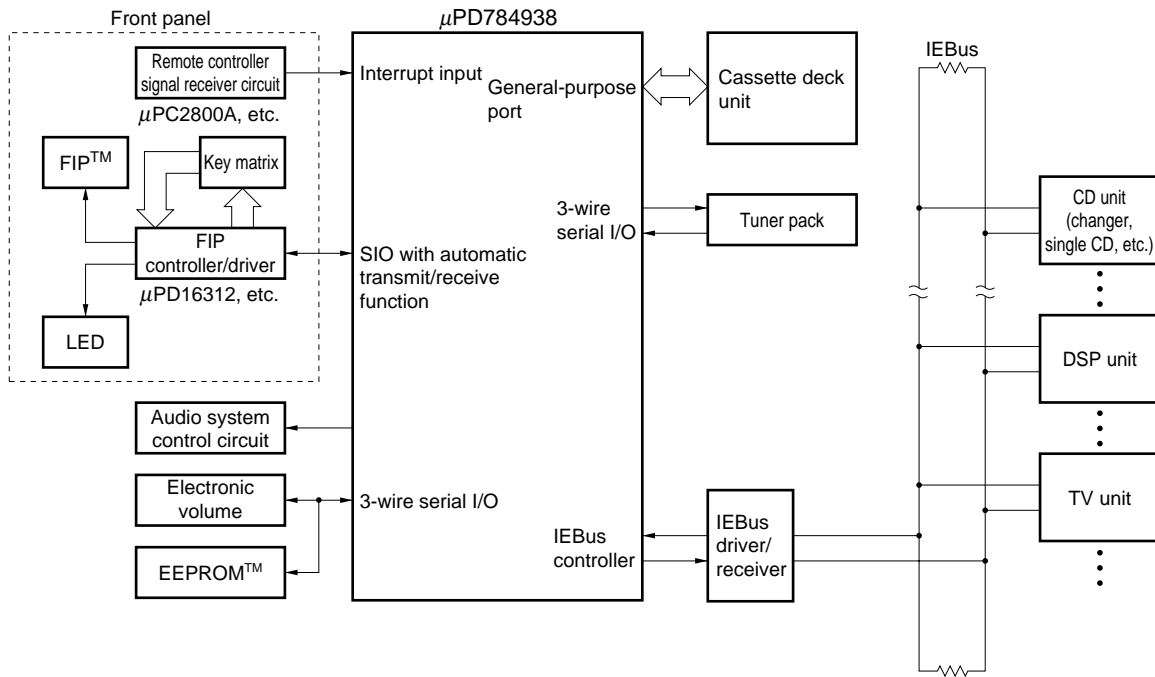 Front panel
μPD784938
Remote controller
signal receiver circuit
μPC2800A, etc.
FIP™
Key matrix
FIP
controller/driver
μPD16312, etc.
LED
Audio system
control circuit
Electronic
volume
EEPROM™
Interrupt input
General-purpose
port
3-wire
serial I/O
SIO with automatic
transmit/receive
function
3-wire serial I/O
IEBus
controller
Cassette deck
unit
Tuner pack
IEBus
driver/
receiver
IEBus
CD unit
(changer,
single CD, etc.)
DSP unit
TV unit